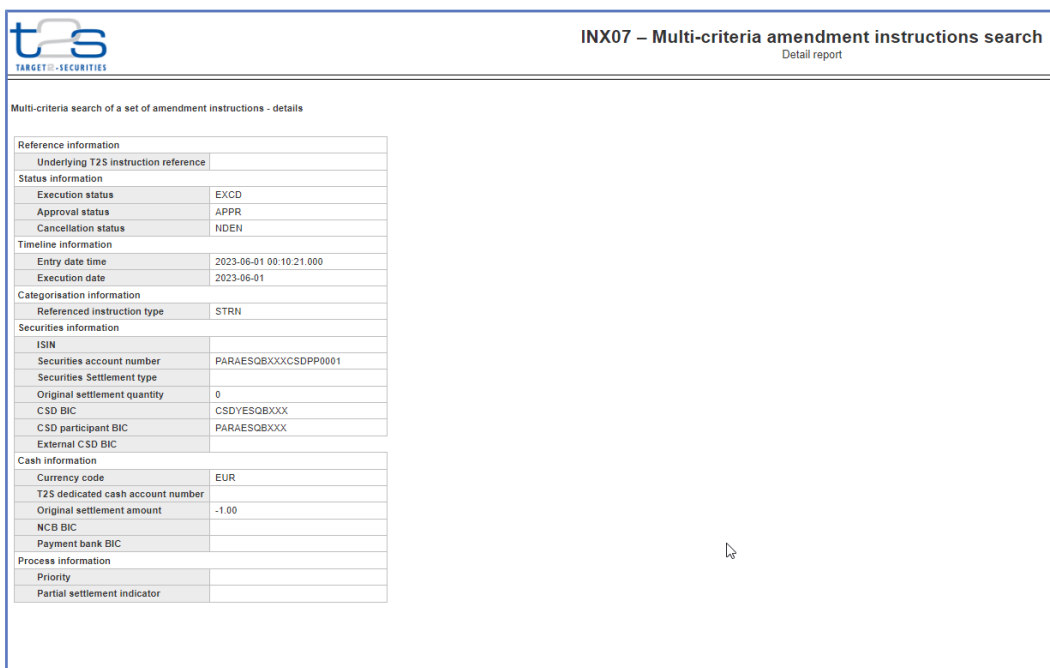 t2s
TARGET2-SECURITIES
INX07 – Multi-criteria amendment instructions search
Detail report
Multi-criteria search of a set of amendment instructions - details
Reference information
Underlying T2S instruction reference
Status information
Execution status EXCD
Approval status APPR
Cancellation status NDEN
Timeline information
Entry date time 2023-06-01 00:10:21.000
Execution date 2023-06-01
Categorisation information
Referenced instruction type STRN
Securities information
ISIN
Securities account number PARAESQBXXXCSDPP0001
Securities Settlement type
Original settlement quantity 0
CSD BIC CSDYESQBXXX
CSD participant BIC PARAESQBXXX
External CSD BIC
Cash information
Currency code EUR
T2S dedicated cash account number
Original settlement amount -1.00
NCB BIC
Payment bank BIC
Process information
Priority
Partial settlement indicator